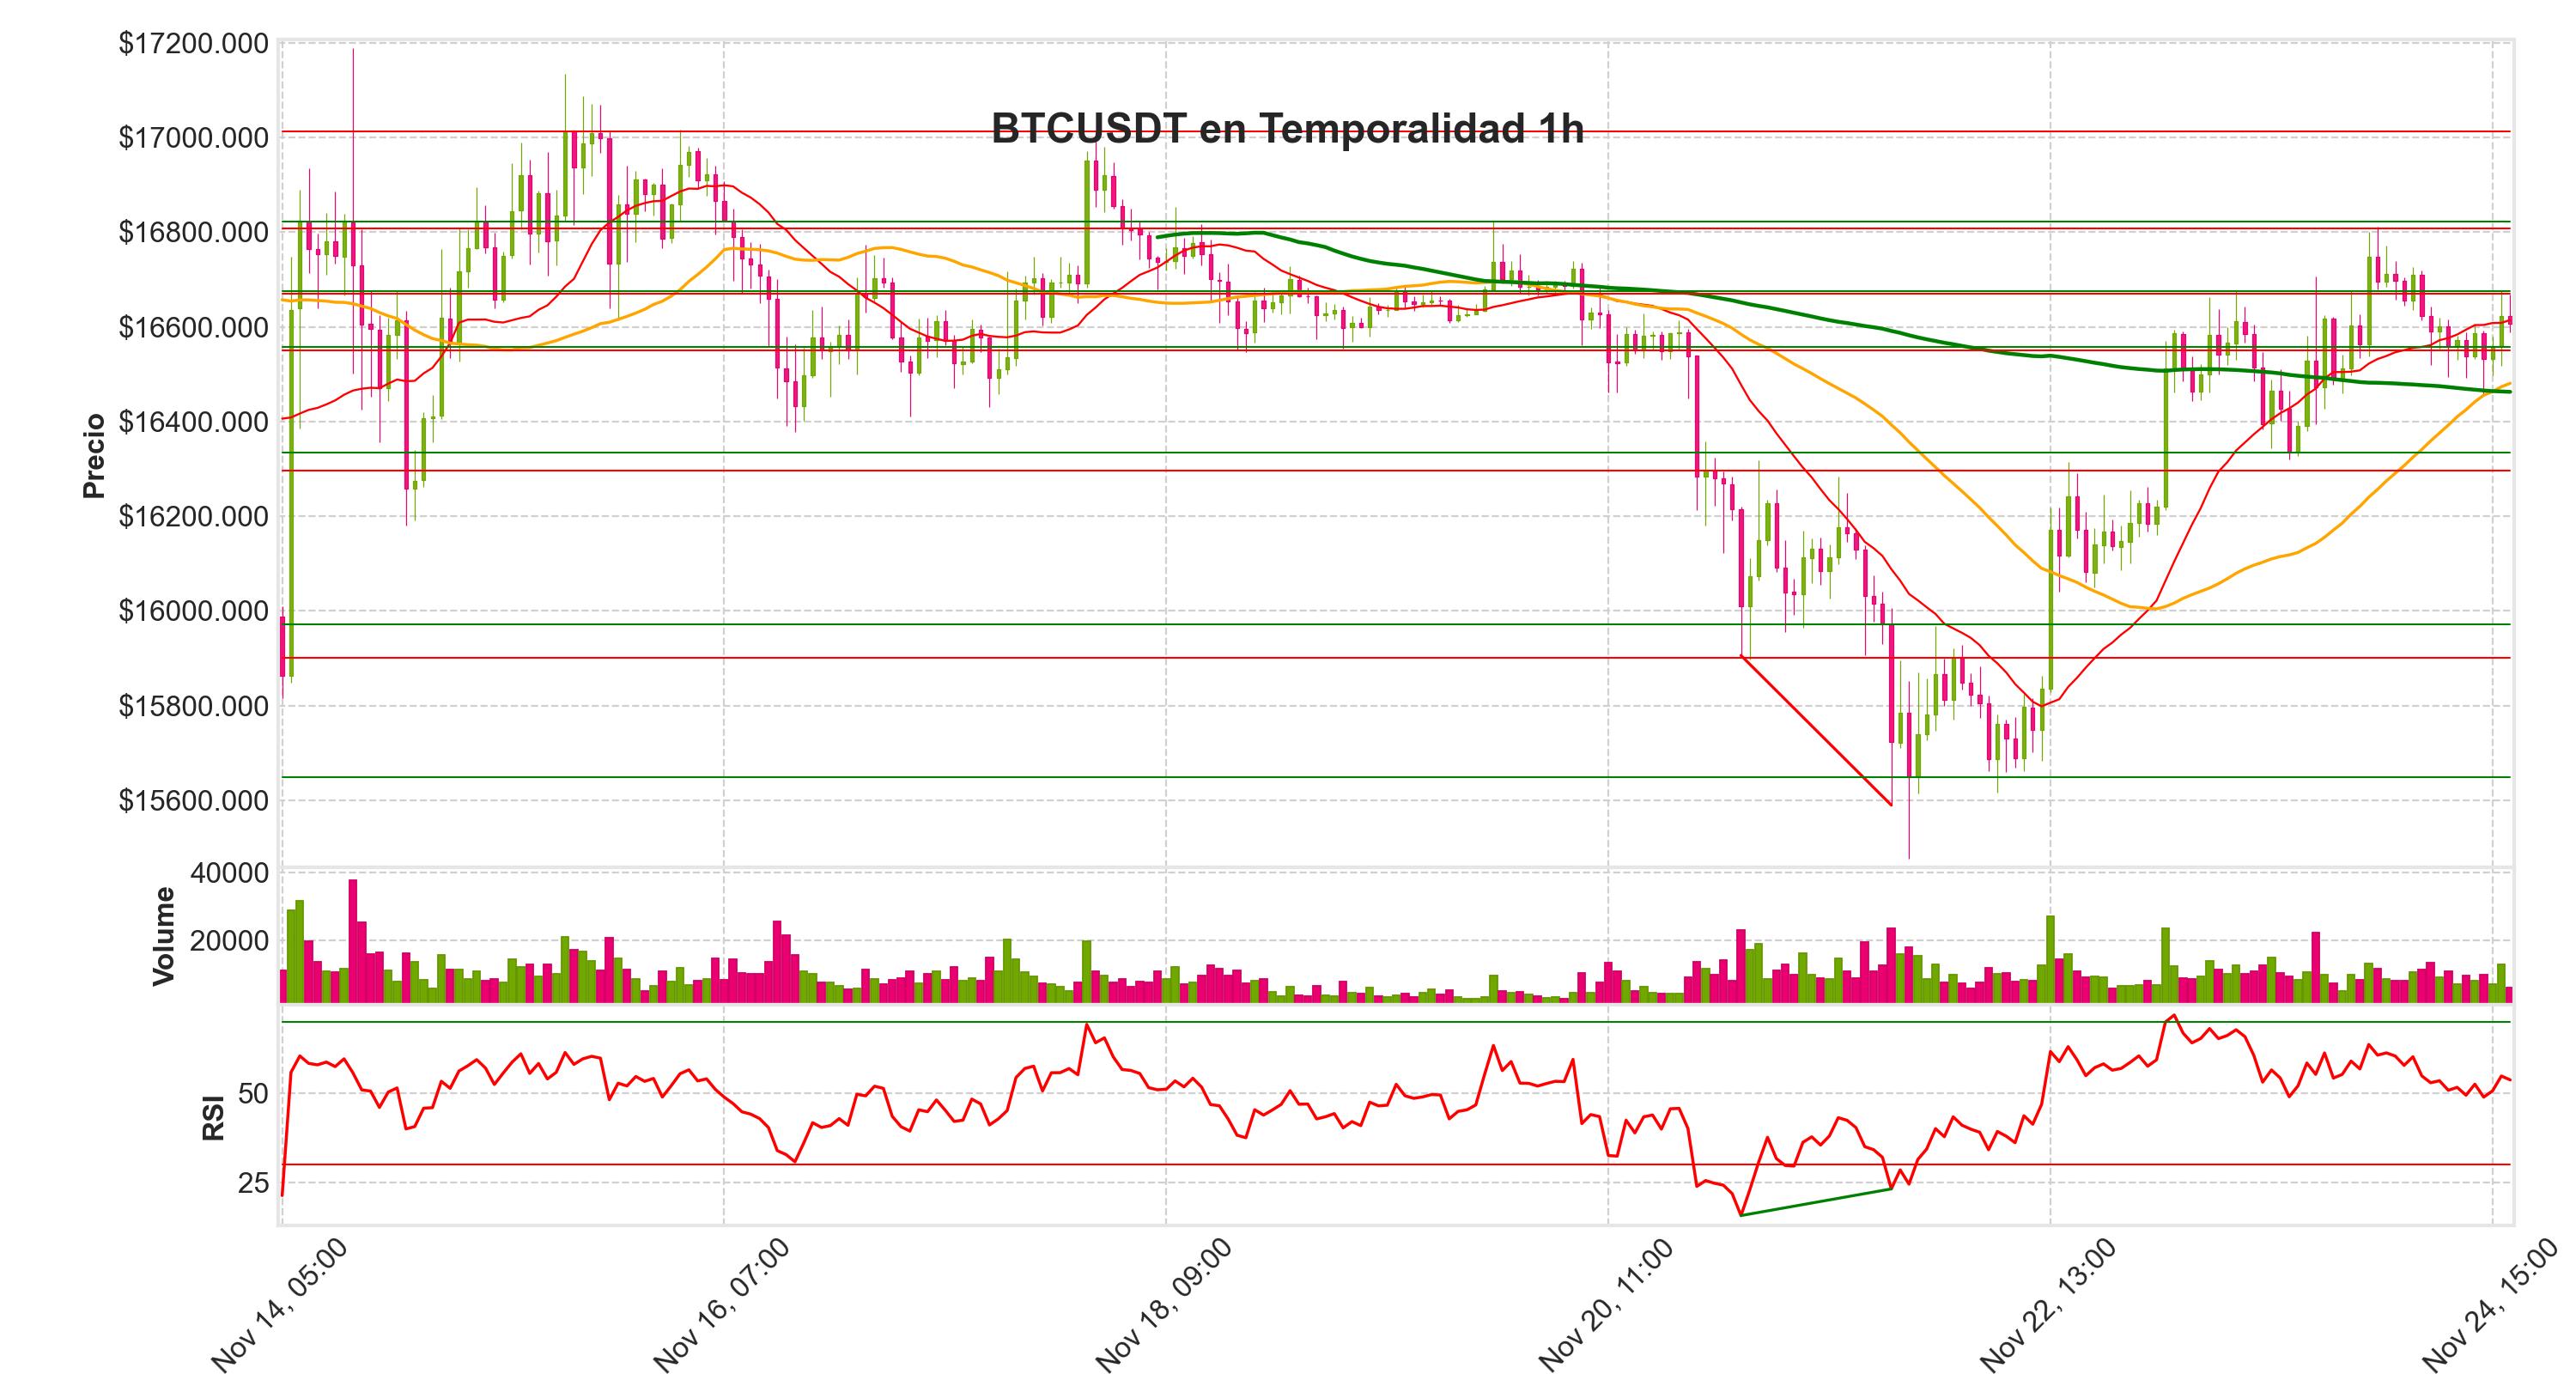 BTCUSDT en Temporalidad 1h
Precio
$17200.000
$17000.000
$16800.000
$16600.000
$16400.000
$16200.000
$16000.000
$15800.000
$15600.000
Volume
40000
20000
RSI
50
25
Nov 14, 05:00
Nov 16, 07:00
Nov 18, 09:00
Nov 20, 11:00
Nov 22, 13:00
Nov 24, 15:00